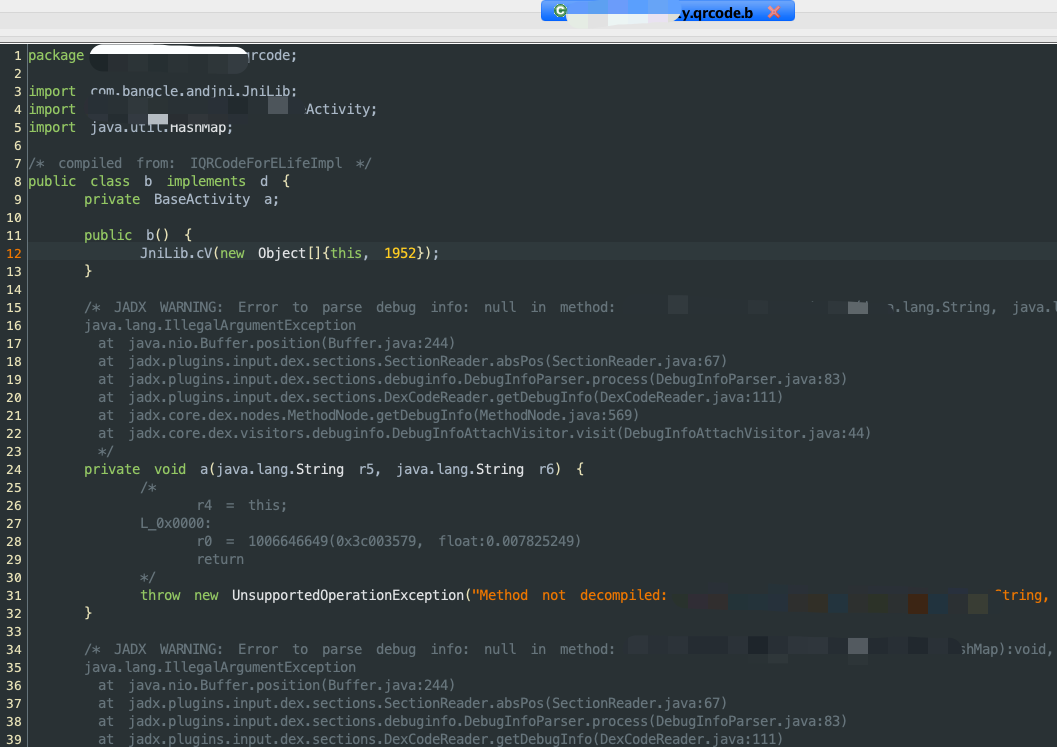 y.qrcode.b
1 package qrcode;
2
3 import com.bangcle.andjni.JniLib;
4 import Activity;
5 import java.util.HashMap;
6
7 /* compiled from: IQRCodeForELifeImpl */
8 public class b implements d {
9 private BaseActivity a;
10
11 public b() {
12 JniLib.cV(new Object[]{this, 1952});
13 }
14
15 /* JADX WARNING: Error to parse debug info: null in method: .lang.String, java.l
16 java.lang.IllegalArgumentException
17 at java.nio.Buffer.position(Buffer.java:244)
18 at jadx.plugins.input.dex.sections.SectionReader.absPos(SectionReader.java:67)
19 at jadx.plugins.input.dex.sections.debuginfo.DebugInfoParser.process(DebugInfoParser.java:83)
20 at jadx.plugins.input.dex.sections.DexCodeReader.getDebugInfo(DexCodeReader.java:111)
21 at jadx.core.dex.nodes.MethodNode.getDebugInfo(MethodNode.java:569)
22 at jadx.core.dex.visitors.debuginfo.DebugInfoAttachVisitor.visit(DebugInfoAttachVisitor.java:44)
23 */
24 private void a(java.lang.String r5, java.lang.String r6) {
25 /*
26 r4 = this;
27 L_0x0000:
28 r0 = 1006646649(0x3c003579, float:0.007825249)
29 return
30 */
31 throw new UnsupportedOperationException("Method not decompiled: tring,
32 }
33
34 /* JADX WARNING: Error to parse debug info: null in method: shMap):void,
35 java.lang.IllegalArgumentException
36 at java.nio.Buffer.position(Buffer.java:244)
37 at jadx.plugins.input.dex.sections.SectionReader.absPos(SectionReader.java:67)
38 at jadx.plugins.input.dex.sections.debuginfo.DebugInfoParser.process(DebugInfoParser.java:83)
39 at jadx.plugins.input.dex.sections.DexCodeReader.getDebugInfo(DexCodeReader.java:111)